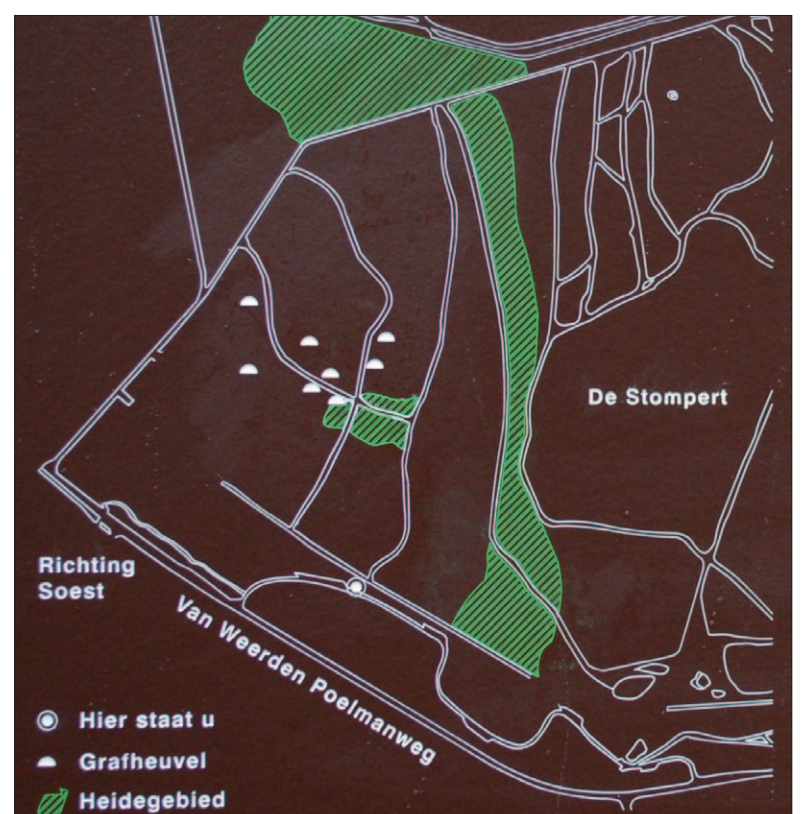 De Stompert
Richting
Soest
Van Weerden Poelmanweg
Hier staat u
Grafheuvel
Heidegebied